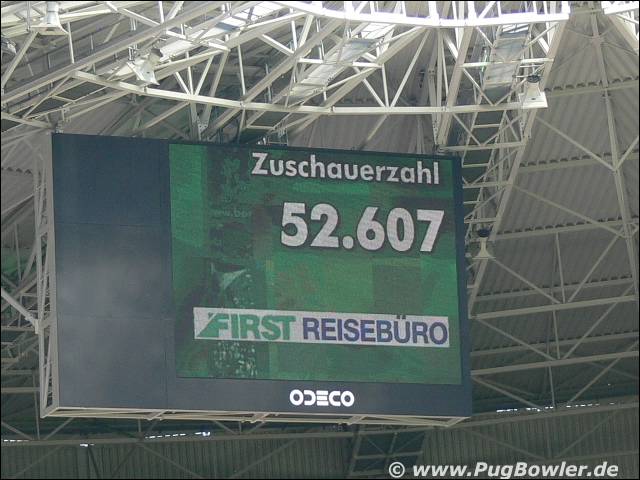 Zuschauerzahl
52.607
FIRST REISEBÜRO
ODECO
© www.PugBowler.de